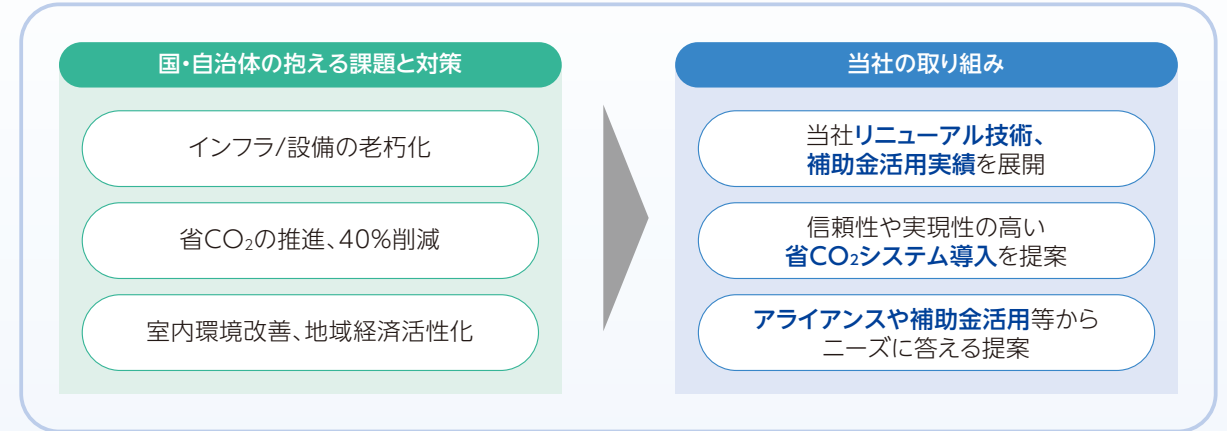 国・自治体の抱える課題と対策
インフラ/設備の老朽化
省CO₂の推進、40%削減
室内環境改善、地域経済活性化
当社の取り組み
当社リニューアル技術、
補助金活用実績を展開
信頼性や実現性の高い
省CO₂システム導入を提案
アライアンスや補助金活用等から
ニーズに答える提案